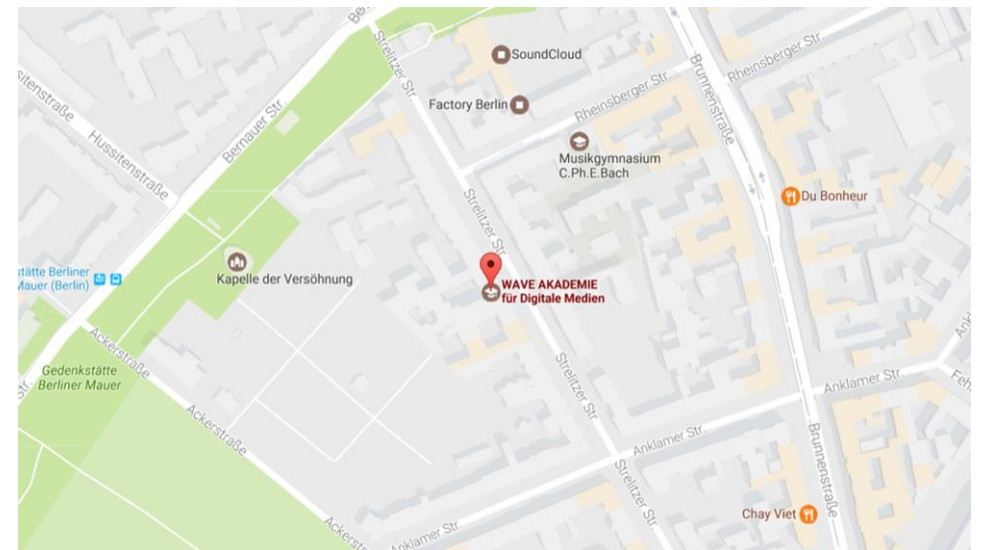 Strelitzer Str.
SoundCloud
Factory Berlin
Rheinsberger Str.
Rheinsberger Str.
Brunnenstraße
Bernauer Str.
Hussitenstraße
Musikgymnasium
C.Ph.E.Bach
Du Bonheur
Strelitzer Str.
Kapelle der Versöhnung
WAVE AKADEMIE
für Digitale Medien
Berliner
Mauer (Berlin)
Ackerstraße
Gedenkstätte
Berliner Mauer
Strelitzer Str.
Anklamer Str.
Ackerstraße
Anklamer Str.
Brunnenstraße
Strelitzer Str.
Chay Viet